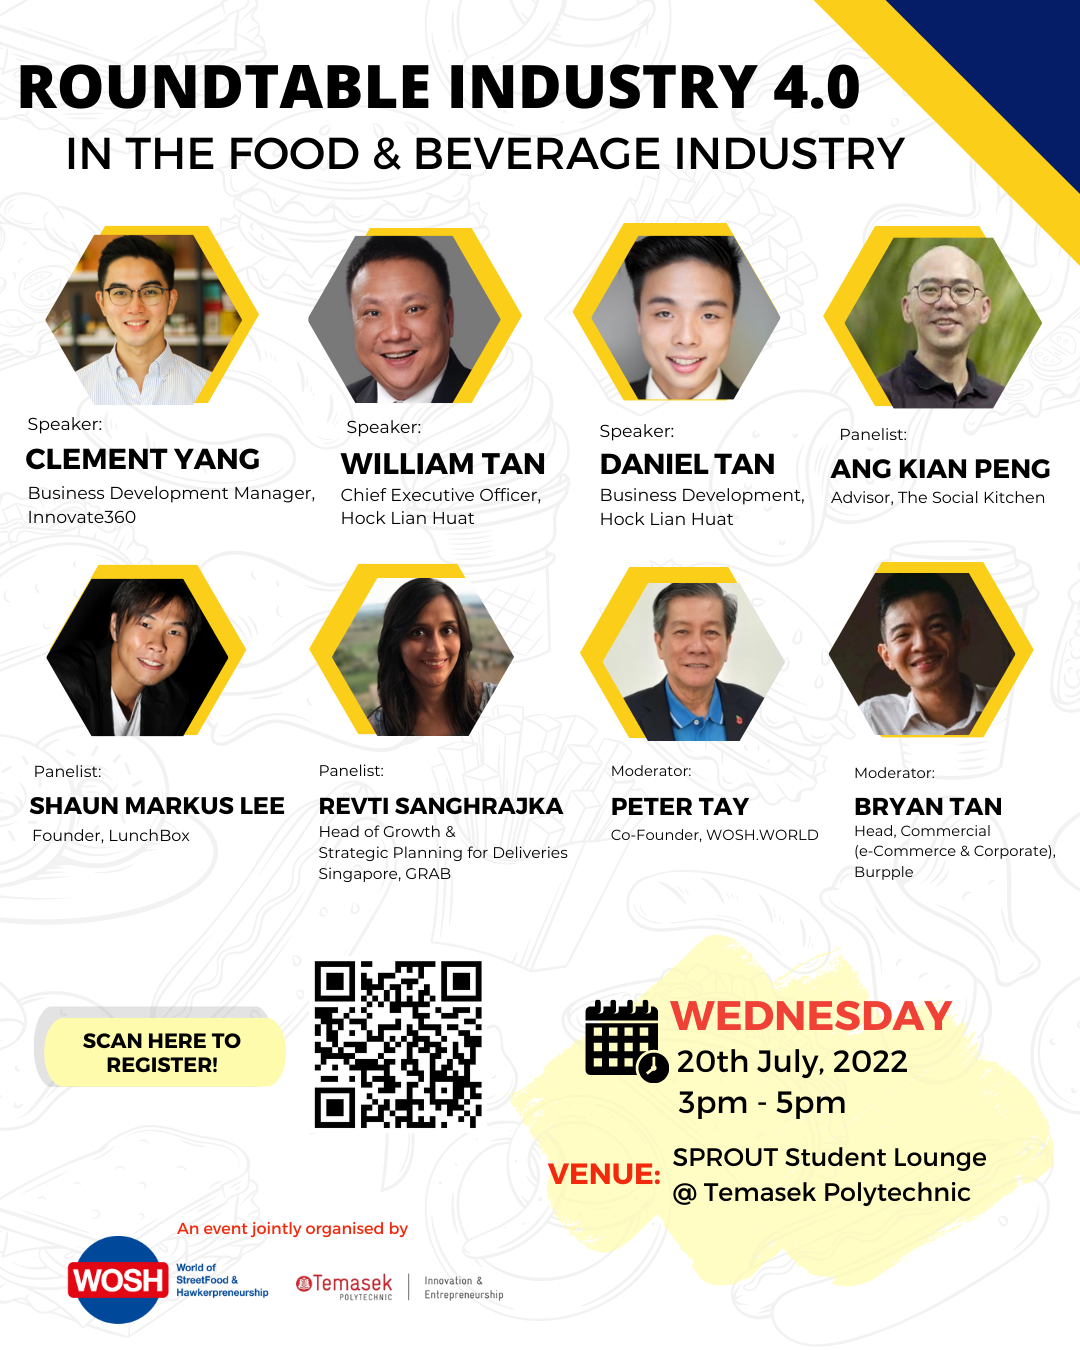 ROUNDTABLE INDUSTRY 4.0
IN THE FOOD & BEVERAGE INDUSTRY
Speaker:
CLEMENT YANG
Business Development Manager,
Innovate360
Speaker:
WILLIAM TAN
Chief Executive Officer,
Hock Lian Huat
Speaker:
DANIEL TAN
Business Development,
Hock Lian Huat
Panelist:
ANG KIAN PENG
Advisor, The Social Kitchen
Panelist:
SHAUN MARKUS LEE
Founder, LunchBox
Panelist:
REVTI SANGHRAJKA
Head of Growth &
Strategic Planning for Deliveries
Singapore, GRAB
Moderator:
PETER TAY
Co-Founder, WOSH.WORLD
Moderator:
BRYAN TAN
Head, Commercial
(e-Commerce & Corporate),
Burpple
SCAN HERE TO
REGISTER!
WEDNESDAY
20th July, 2022
3pm - 5pm
VENUE:
SPROUT Student Lounge
@ Temasek Polytechnic
An event jointly organised by
WOSH
World of
StreetFood &
Hawkerpreneurship
Temasek
POLYTECHNIC
Innovation &
Entrepreneurship